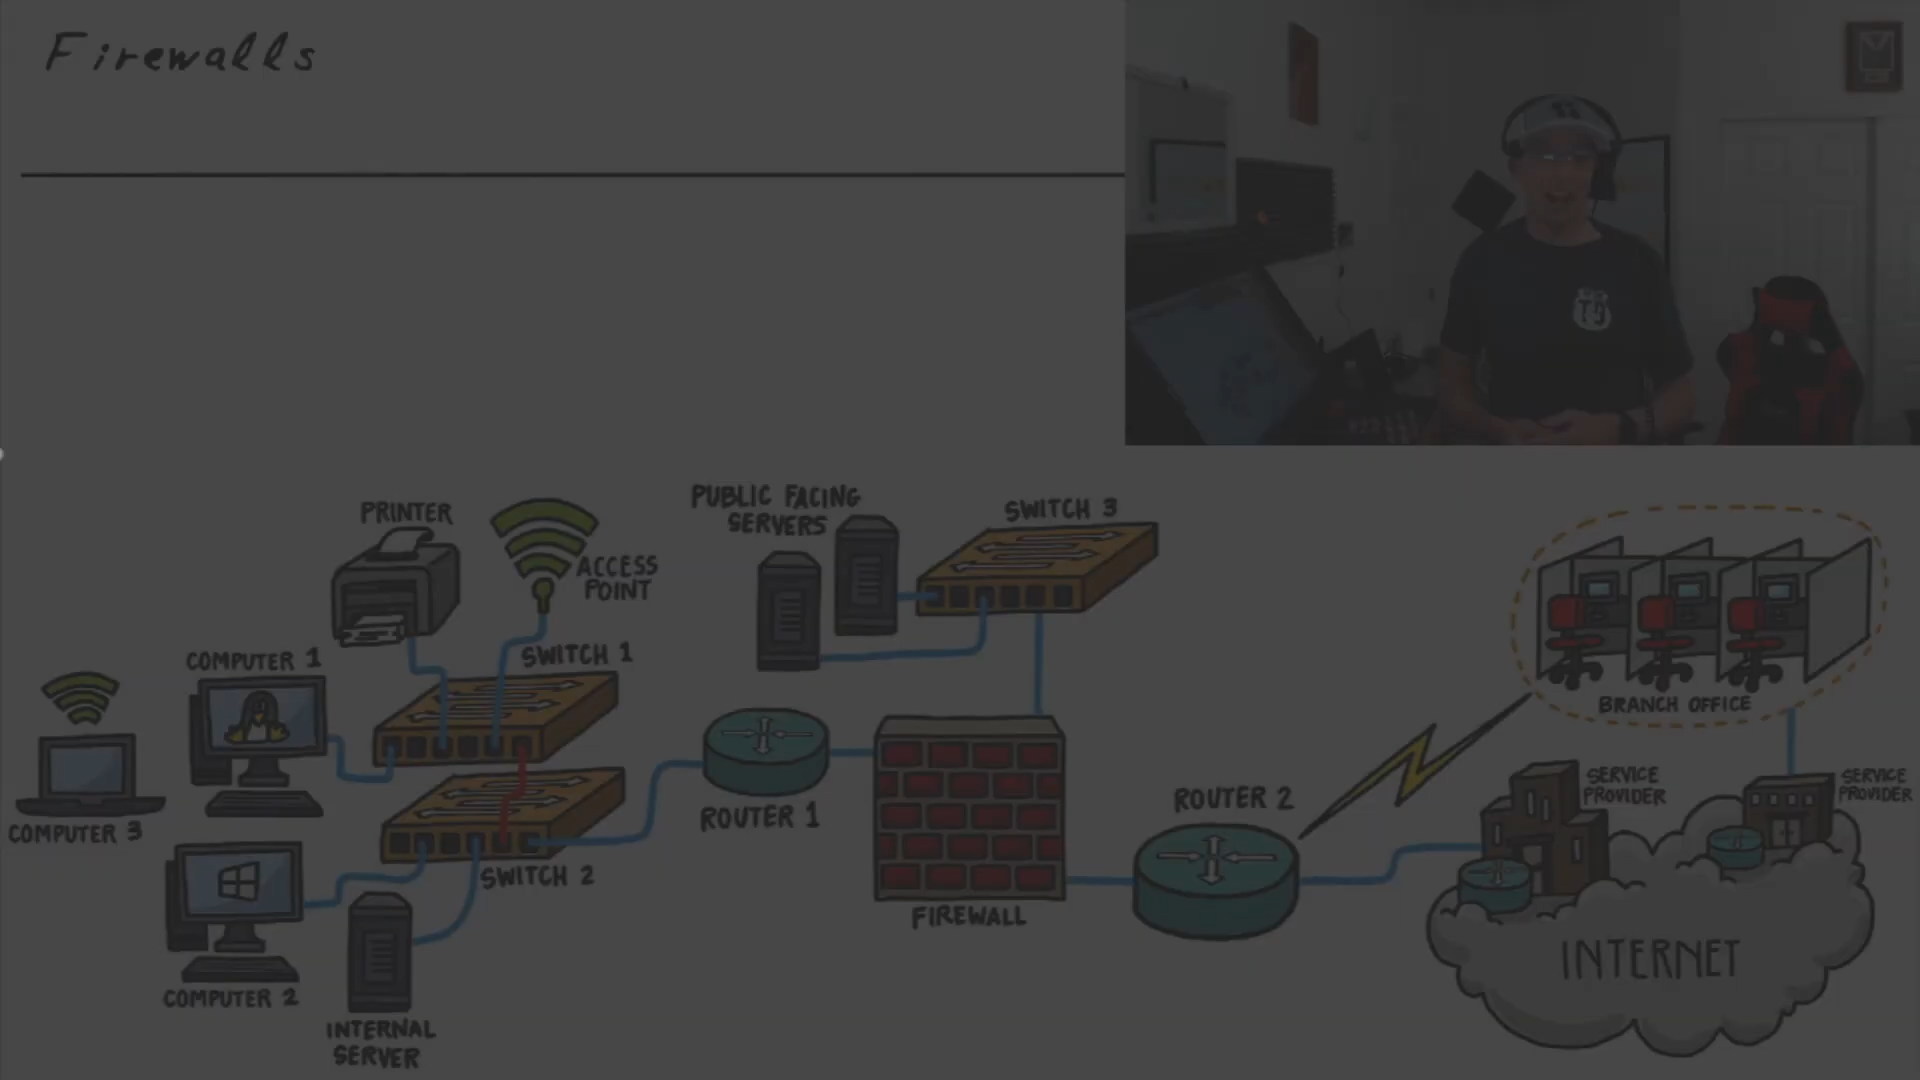 Firewalls
PUBLIC FACING
SERVERS
SWITCH 3
PRINTER
ACCESS
POINT
SWITCH 1
COMPUTER 1
COMPUTER 3
SWITCH 2
COMPUTER 2
INTERNAL
SERVER
ROUTER 1
FIREWALL
ROUTER 2
BRANCH OFFICE
SERVICE
PROVIDER
SERVICE
PROVIDER
INTERNET